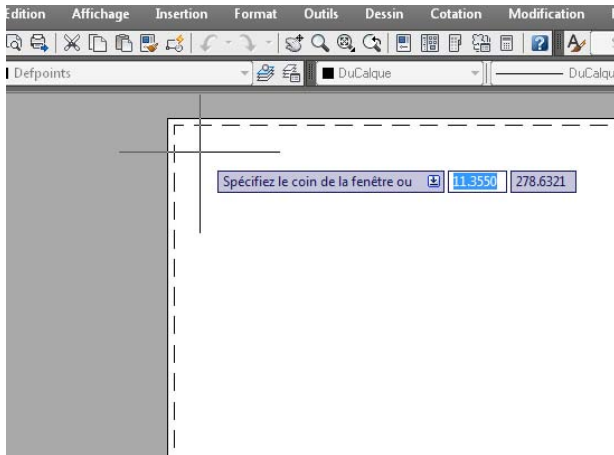 Edition Affichage Insertion Format Outils Dessin Cotation Modification
Defpoints DuCalque DuCalqu
Spécifiez le coin de la fenêtre ou 11.3550 278.6321